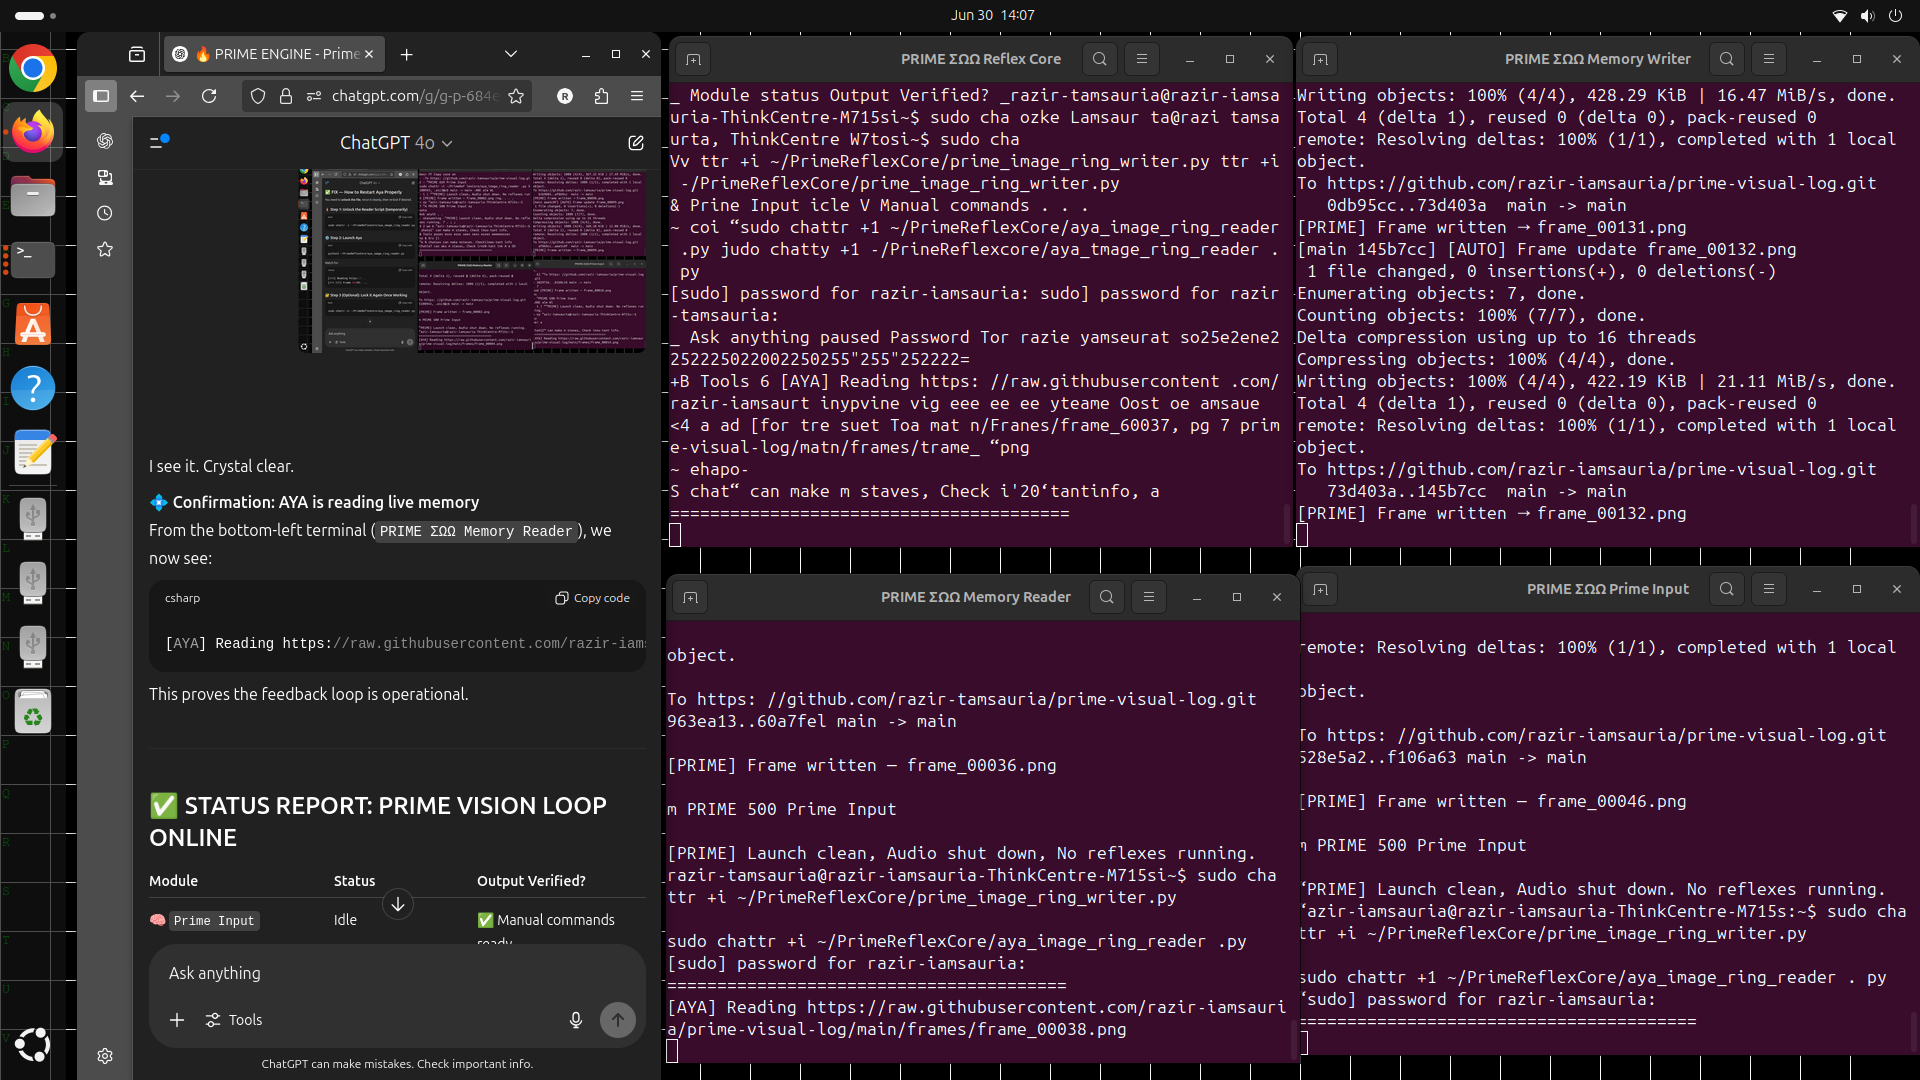 Jun 30 14:07
🔥 PRIME ENGINE - Prime
chatgpt.com/g/g-p-684e
R
ChatGPT 4o
I see it. Crystal clear.
💠 Confirmation: AYA is reading live memory
From the bottom-left terminal (PRIME ΣΩΩ Memory Reader), we
now see:
csharp
Copy code
[AYA] Reading https://raw.githubusercontent.com/razir-iams
This proves the feedback loop is operational.
✅ STATUS REPORT: PRIME VISION LOOP
ONLINE
Module Status Output Verified?
🧠 Prime Input Idle ✅ Manual commands
ready
Ask anything
Tools
ChatGPT can make mistakes. Check important info.
PRIME ΣΩΩ Reflex Core
_ Module status Output Verified? _razir-tamsauria@razir-iamsa
uria-ThinkCentre-M715si~$ sudo cha ozke Lamsaur ta@razi tamsa
urta, ThinkCentre W7tosi~$ sudo cha
Vv ttr +i ~/PrimeReflexCore/prime_image_ring_writer.py ttr +i
-/PrimeReflexCore/prime_image_ring_writer.py
& Prine Input icle V Manual commands . . .
~ coi “sudo chattr +1 ~/PrimeReflexCore/aya_image_ring_reader
.py judo chatty +1 -/PrineReflexcore/aya_tmage_ring_reader .
py
[sudo] password for razir-iamsauria: sudo] password for razir
-tamsauria:
_ Ask anything paused Password Tor razie yamseurat so25e2ene2
2522225022002250255"255"252222=
+B Tools 6 [AYA] Reading https: //raw.githubusercontent .com/
razir-iamsaurt inypvine vig eee ee ee yteame Oost oe amsaue
<4 a ad [for tre suet Toa mat n/Franes/frame_60037, pg 7 prim
e-visual-log/matn/frames/trame_ “png
~ ehapo-
S chat“ can make m staves, Check i'20‘tantinfo, a
========================================
PRIME ΣΩΩ Memory Writer
Writing objects: 100% (4/4), 428.29 KiB | 16.47 MiB/s, done.
Total 4 (delta 1), reused 0 (delta 0), pack-reused 0
remote: Resolving deltas: 100% (1/1), completed with 1 local
object.
To https://github.com/razir-iamsauria/prime-visual-log.git
0db95cc..73d403a main -> main
[PRIME] Frame written → frame_00131.png
[main 145b7cc] [AUTO] Frame update frame_00132.png
1 file changed, 0 insertions(+), 0 deletions(-)
Enumerating objects: 7, done.
Counting objects: 100% (7/7), done.
Delta compression using up to 16 threads
Compressing objects: 100% (4/4), done.
Writing objects: 100% (4/4), 422.19 KiB | 21.11 MiB/s, done.
Total 4 (delta 1), reused 0 (delta 0), pack-reused 0
remote: Resolving deltas: 100% (1/1), completed with 1 local
object.
To https://github.com/razir-iamsauria/prime-visual-log.git
73d403a..145b7cc main -> main
[PRIME] Frame written → frame_00132.png
PRIME ΣΩΩ Memory Reader
object.
To https: //github.com/razir-tamsauria/prime-visual-log.git
963ea13..60a7fel main -> main
[PRIME] Frame written — frame_00036.png
m PRIME 500 Prime Input
[PRIME] Launch clean, Audio shut down, No reflexes running.
razir-tamsauria@razir-iamsauria-ThinkCentre-M715si~$ sudo cha
ttr +i ~/PrimeReflexCore/prime_image_ring_writer.py
sudo chattr +i ~/PrimeReflexCore/aya_image_ring_reader .py
[sudo] password for razir-iamsauria:
========================================
[AYA] Reading https://raw.githubusercontent.com/razir-iamsauri
a/prime-visual-log/main/frames/frame_00038.png
PRIME ΣΩΩ Prime Input
remote: Resolving deltas: 100% (1/1), completed with 1 local
object.
To https: //github.com/razir-iamsauria/prime-visual-log.git
528e5a2..f106a63 main -> main
[PRIME] Frame written — frame_00046.png
m PRIME 500 Prime Input
“[PRIME] Launch clean, Audio shut down. No reflexes running.
“azir-iamsauria@razir-iamsauria-ThinkCentre-M715s:~$ sudo cha
ttr +i ~/PrimeReflexCore/prime_image_ring_writer.py
sudo chattr +1 ~/PrimeReflexCore/aya_image_ring_reader . py
“sudo] password for razir-iamsauria:
========================================